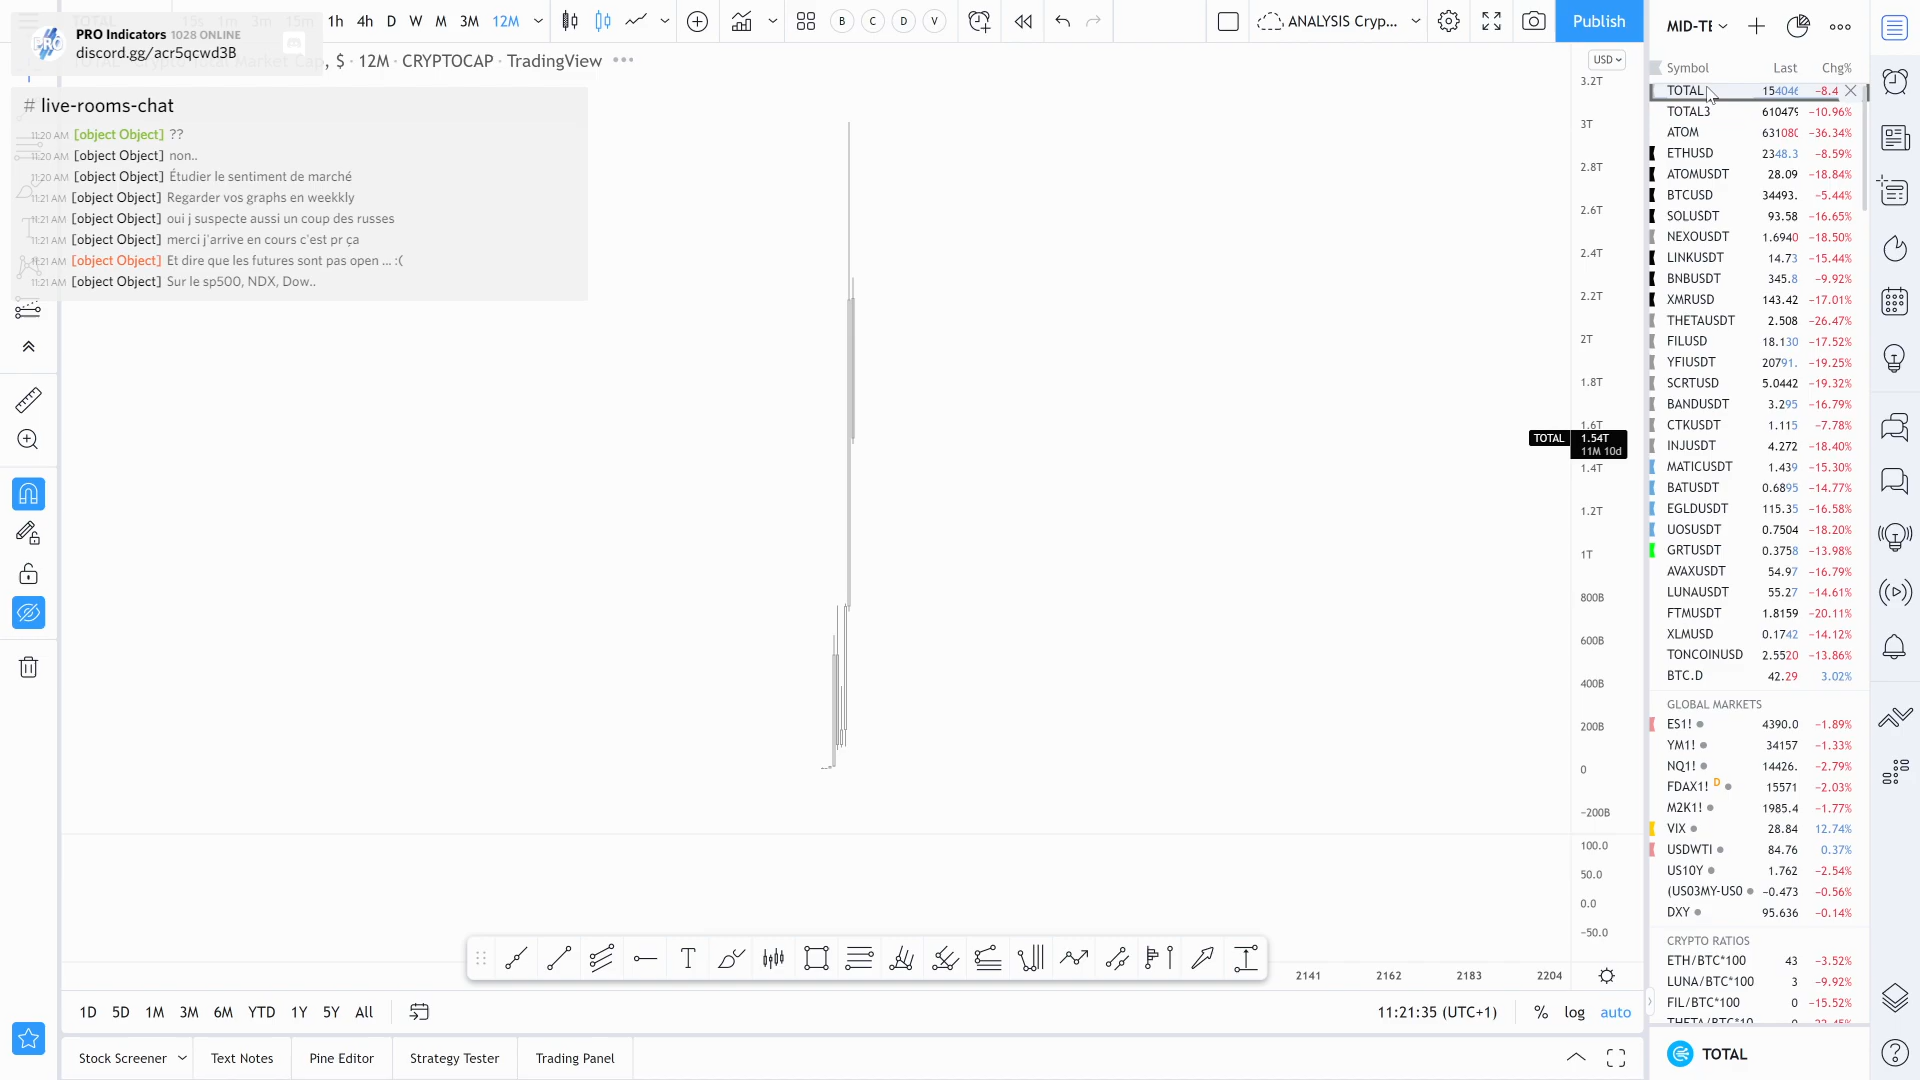 15s 1m 3m 15m 1h 4h D W M 3M 12M
B C D V
ANALYSIS Cryp...
Publish
PRO Indicators 1028 ONLINE
discord.gg/acr5qcwd3B
TOTAL Crypto Total Market Cap, $ · 12M · CRYPTOCAP · TradingView
# live-rooms-chat
11:20 AM [object Object] ??
11:20 AM [object Object] non..
11:20 AM [object Object] Étudier le sentiment de marché
11:21 AM [object Object] Regarder vos graphs en weekkly
11:21 AM [object Object] oui j suspecte aussi un coup des russes
11:21 AM [object Object] merci j'arrive en cours c'est pr ça
11:21 AM [object Object] Et dire que les futures sont pas open ... :(
11:21 AM [object Object] Sur le sp500, NDX, Dow..
USD
3.2T
3T
2.8T
2.6T
2.4T
2.2T
2T
1.8T
1.6T
TOTAL 1.54T
11M 10d
1.4T
1.2T
1T
800B
600B
400B
200B
0
−200B
100.0
50.0
0.0
−50.0
2141 2162 2183 2204
1D 5D 1M 3M 6M YTD 1Y 5Y All
11:21:35 (UTC+1) % log auto
Stock Screener Text Notes Pine Editor Strategy Tester Trading Panel
MID-TE
Symbol Last Chg%
TOTAL 154046 −8.4
TOTAL3 610479 −10.96%
ATOM 631080 −36.34%
ETHUSD 2348.3 −8.59%
ATOMUSDT 28.09 −18.84%
BTCUSD 34493. −5.44%
SOLUSDT 93.58 −16.65%
NEXOUSDT 1.6940 −18.50%
LINKUSDT 14.73 −15.44%
BNBUSDT 345.8 −9.92%
XMRUSD 143.42 −17.01%
THETAUSDT 2.508 −26.47%
FILUSD 18.130 −17.52%
YFIUSDT 20791. −19.25%
SCRTUSD 5.0442 −19.32%
BANDUSDT 3.295 −16.79%
CTKUSDT 1.115 −7.78%
INJUSDT 4.272 −18.40%
MATICUSDT 1.439 −15.30%
BATUSDT 0.6895 −14.77%
EGLDUSDT 115.35 −16.58%
UOSUSDT 0.7504 −18.20%
GRTUSDT 0.3758 −13.98%
AVAXUSDT 54.97 −16.79%
LUNAUSDT 55.27 −14.61%
FTMUSDT 1.8159 −20.11%
XLMUSD 0.1742 −14.12%
TONCOINUSD 2.5520 −13.86%
BTC.D 42.29 3.02%
GLOBAL MARKETS
ES1! 4390.0 −1.89%
YM1! 34157 −1.33%
NQ1! 14426. −2.79%
FDAX1! D 15571 −2.03%
M2K1! 1985.4 −1.77%
VIX 28.84 12.74%
USDWTI 84.76 0.37%
US10Y 1.762 −2.54%
(US03MY-US0 −0.473 −0.56%
DXY 95.636 −0.14%
CRYPTO RATIOS
ETH/BTC*100 43 −3.52%
LUNA/BTC*100 3 −9.92%
FIL/BTC*100 0 −15.52%
THETA/BTC*10 0
TOTAL